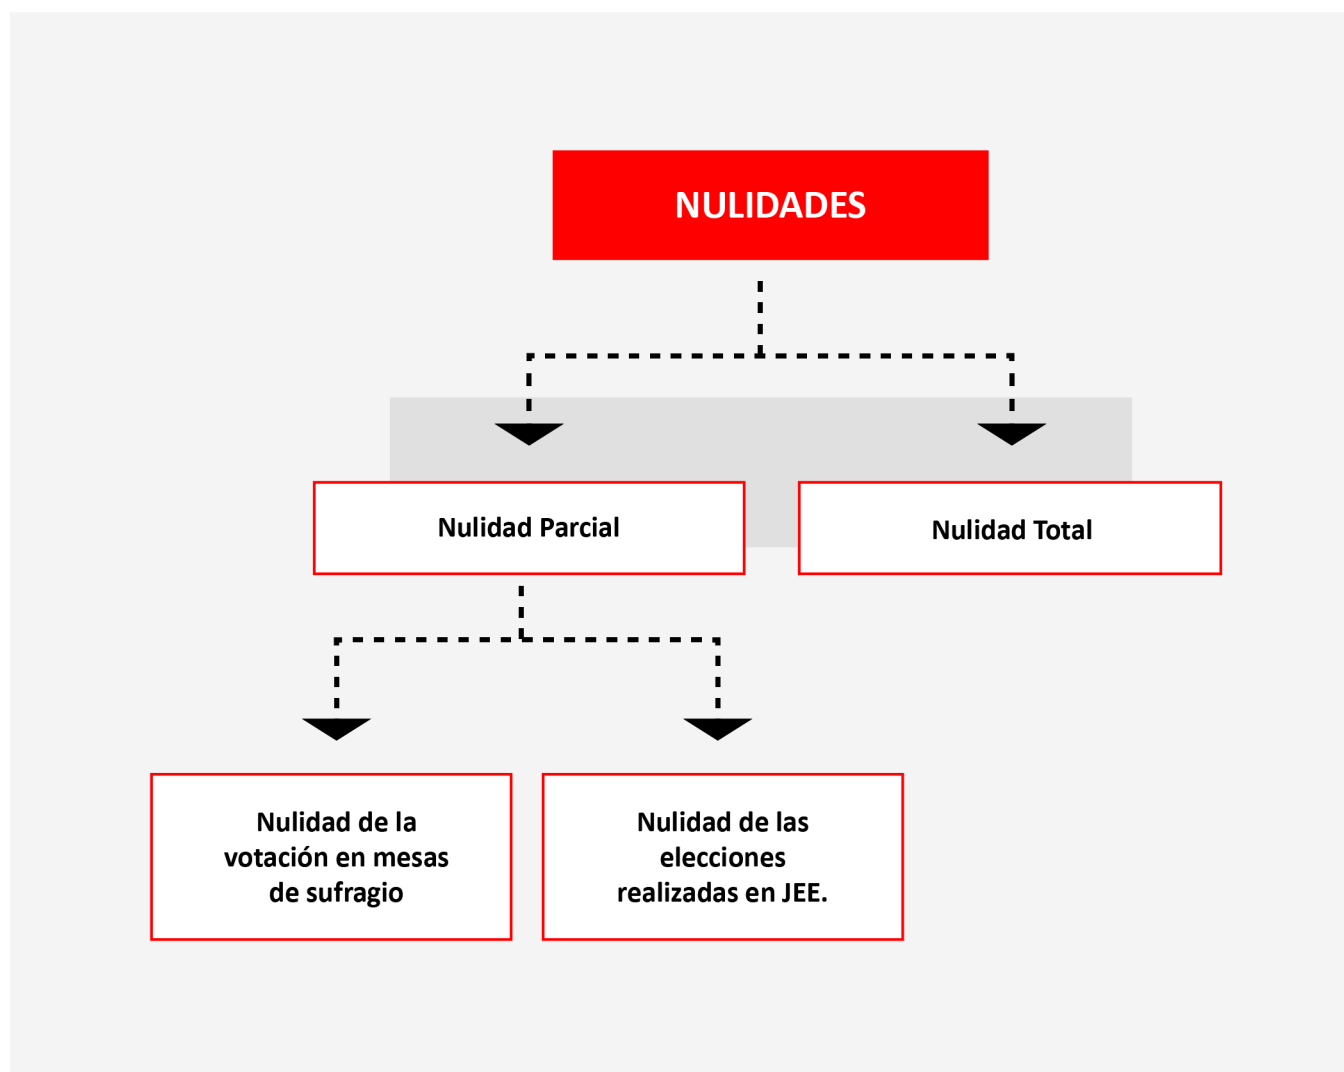 NULIDADES
Nulidad Parcial
Nulidad Total
Nulidad de la
votación en mesas
de sufragio
Nulidad de las
elecciones
realizadas en JEE.